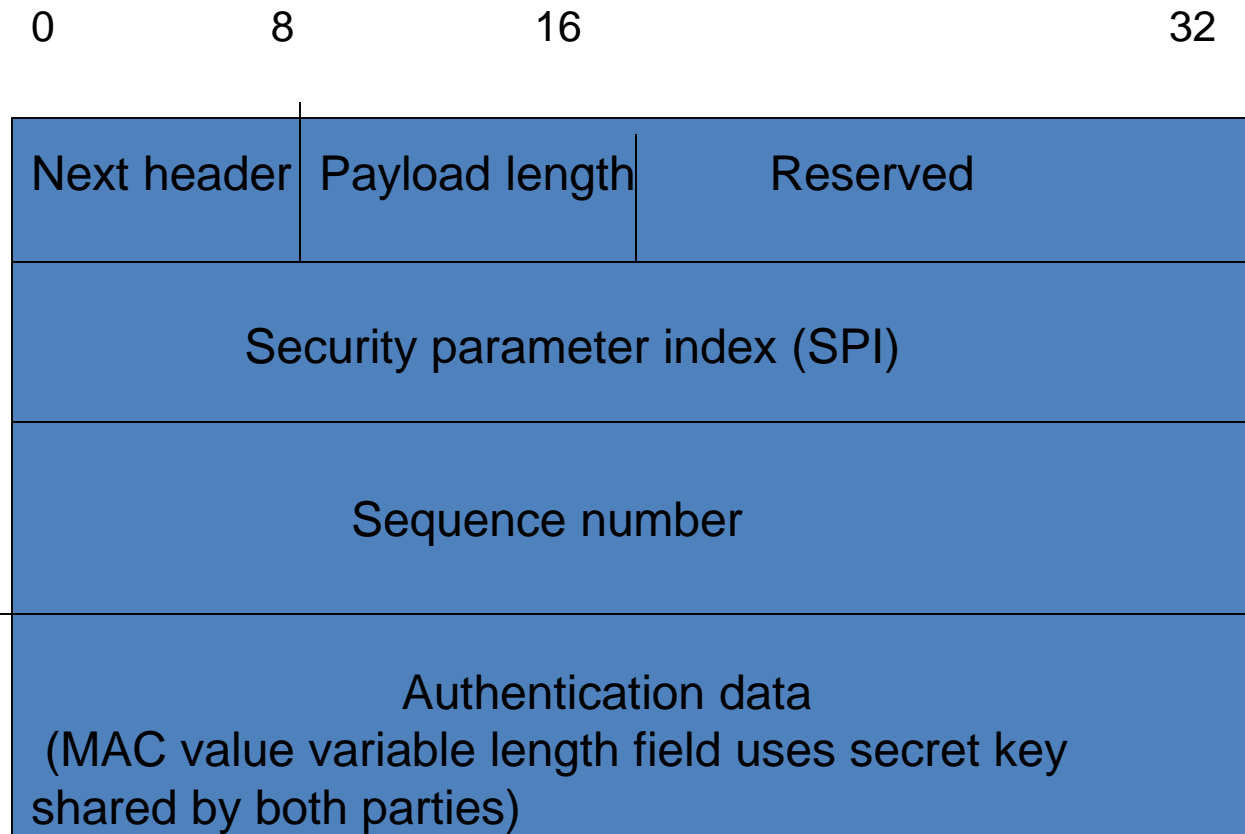 0 8 16 32
Next header Payload length Reserved
Security parameter index (SPI)
Sequence number
Authentication data
(MAC value variable length field uses secret key
shared by both parties)